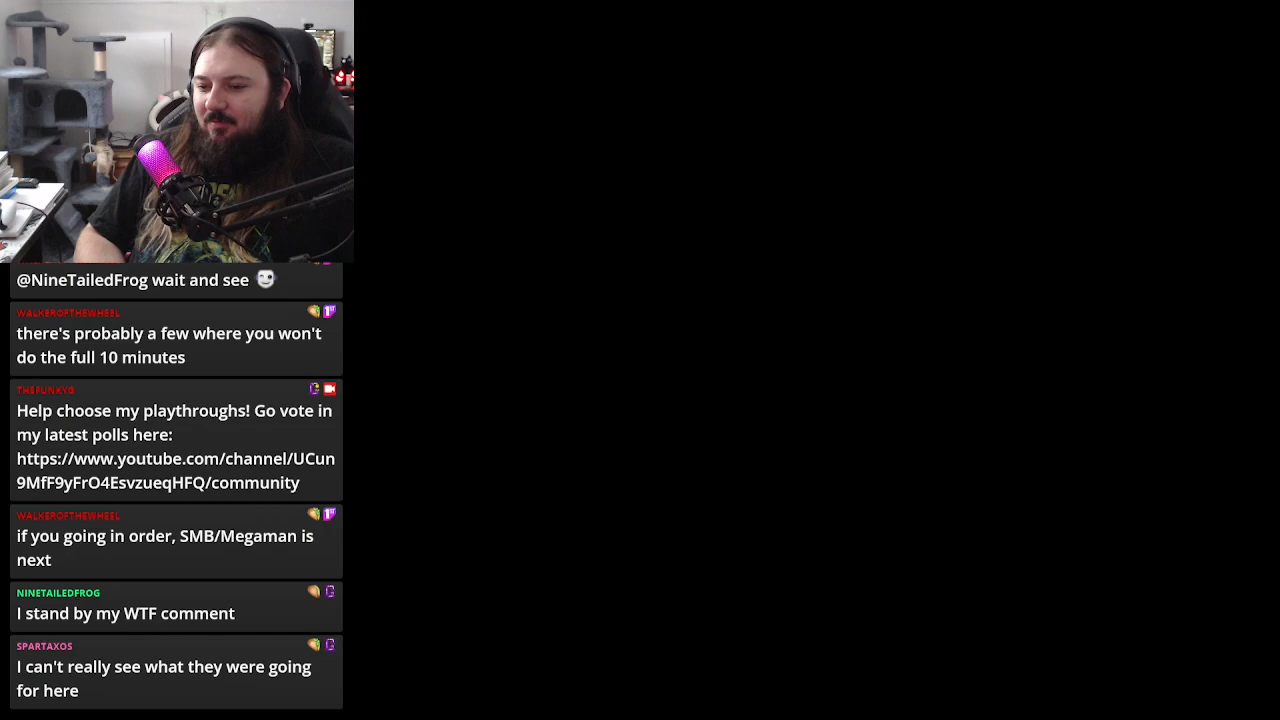 @NineTailedFrog wait and see
WALKEROFTHEWHEEL
there's probably a few where you won't
do the full 10 minutes
THEFUNKYG
Help choose my playthroughs! Go vote in
my latest polls here:
https://www.youtube.com/channel/UCun
9MfF9yFrO4EsvzueqHFQ/community
WALKEROFTHEWHEEL
if you going in order, SMB/Megaman is
next
NINETAILEDFROG
I stand by my WTF comment
SPARTAXOS
I can't really see what they were going
for here